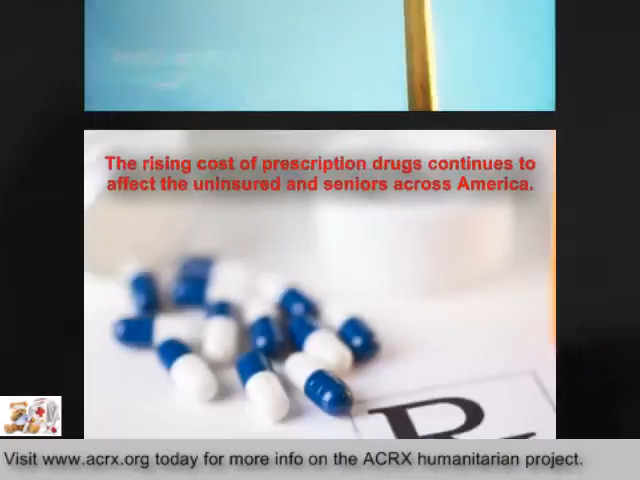 The rising cost of prescription drugs continues to
affect the uninsured and seniors across America.
Rx
Visit www.acrx.org today for more info on the ACRX humanitarian project.